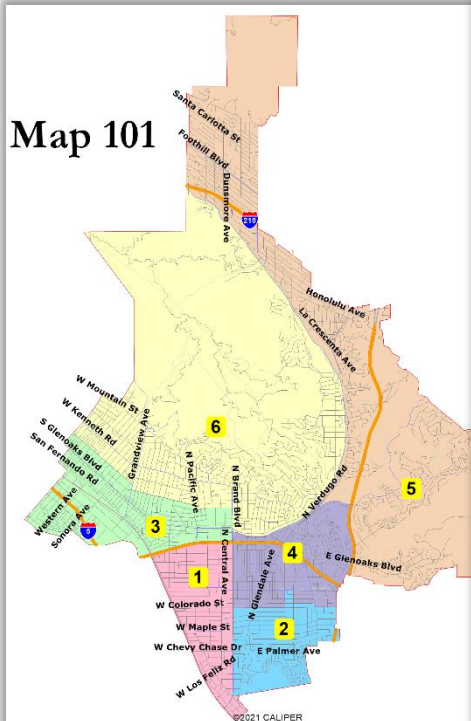 Map 101
Santa Carlotta St
Foothill Blvd
Dunsmore Ave
210
Honolulu Ave
La Crescenta Ave
W Mountain St
W Kenneth Rd
Grandview Ave
S Glenoaks Blvd
San Fernando Rd
6
N Pacific Ave
N Brand Blvd
N Verdugo Rd
5
Western Ave
Sonora Ave
5
3
N Central Ave
4
N Glendale Ave
E Glenoaks Blvd
1
W Colorado St
W Maple St
2
W Chevy Chase Dr
E Palmer Ave
W Los Feliz Rd
©2021 CALIPER